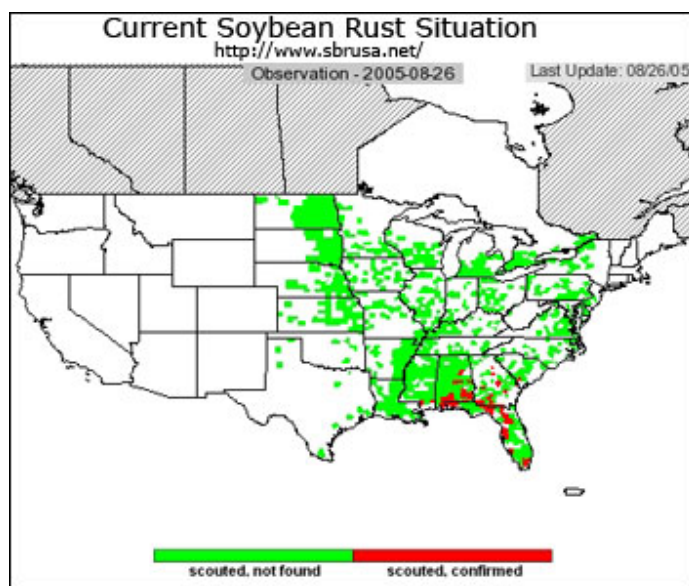 Current Soybean Rust Situation
http://www.sbrusa.net/
Observation - 2005-08-26
Last Update: 08/26/05
scouted, not found
scouted, confirmed